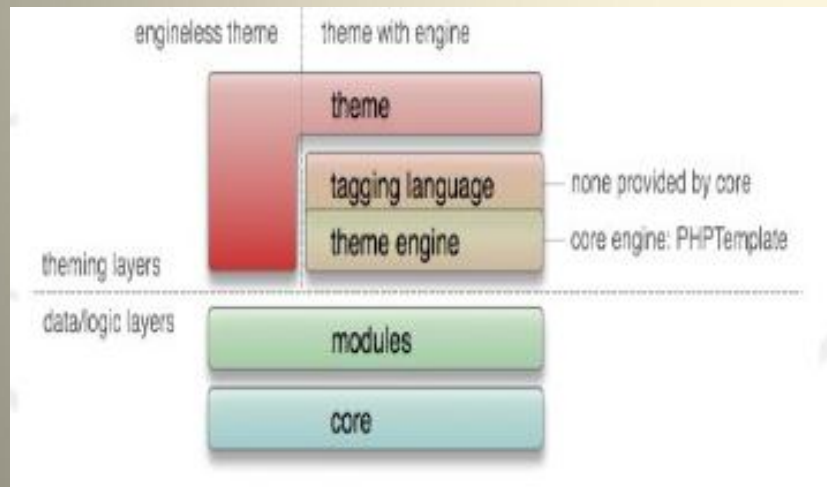 engineless theme
theme with engine
theme
tagging language
none provided by core
theme engine
core engine: PHPTemplate
theming layers
data/logic layers
modules
core